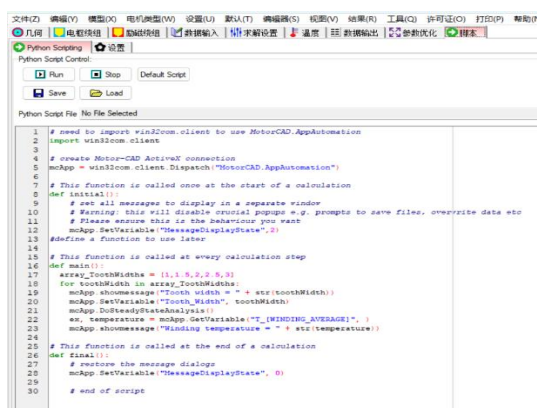 文件(Z) 编辑(Y) 模型(X) 电机类型(W) 设置(U) 默认(T) 编辑器(S) 视图(V) 结果(R) 工具(Q) 许可证(O) 打印(P) 帮助(N
几何 电枢绕组 励磁绕组 数据输入 求解设置 温度 数据输出 参数优化 脚本
Python Scripting 设置
Python Script Control:
Run Stop Default Script
Save Load
Python Script File No File Selected
1 # need to import win32com.client to use MotorCAD.AppAutomation
2 import win32com.client
3
4 # create Motor-CAD ActiveX connection
5 mcApp = win32com.client.Dispatch("MotorCAD.AppAutomation")
6
7 # This function is called once at the start of a calculation
8 def initial():
9 # set all messages to display in a separate window
10 # Warning: this will disable crucial popups e.g. prompts to save files, overwrite data etc
11 # Please ensure this is the behaviour you want
12 mcApp.SetVariable("MessageDisplayState",2)
13 #define a function to use later
14
15 # This function is called at every calculation step
16 def main():
17 array_ToothWidths = [1,1.5,2,2.5,3]
18 for toothWidth in array_ToothWidths:
19 mcApp.showmessage("Tooth width = " + str(toothWidth))
20 mcApp.SetVariable("Tooth_Width", toothWidth)
21 mcApp.DoSteadyStateAnalysis()
22 ex, temperature = mcApp.GetVariable("T_[WINDING_AVERAGE]", )
23 mcApp.showmessage("Winding temperature = " + str(temperature))
24
25 # This function is called at the end of a calculation
26 def final():
27 # restore the message dialogs
28 mcApp.SetVariable("MessageDisplayState", 0)
29
30 # end of script